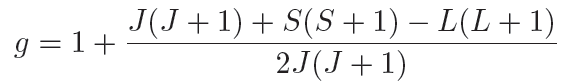 g = 1 + \frac{J(J + 1) + S(S + 1) - L(L + 1)}{2J(J + 1)}